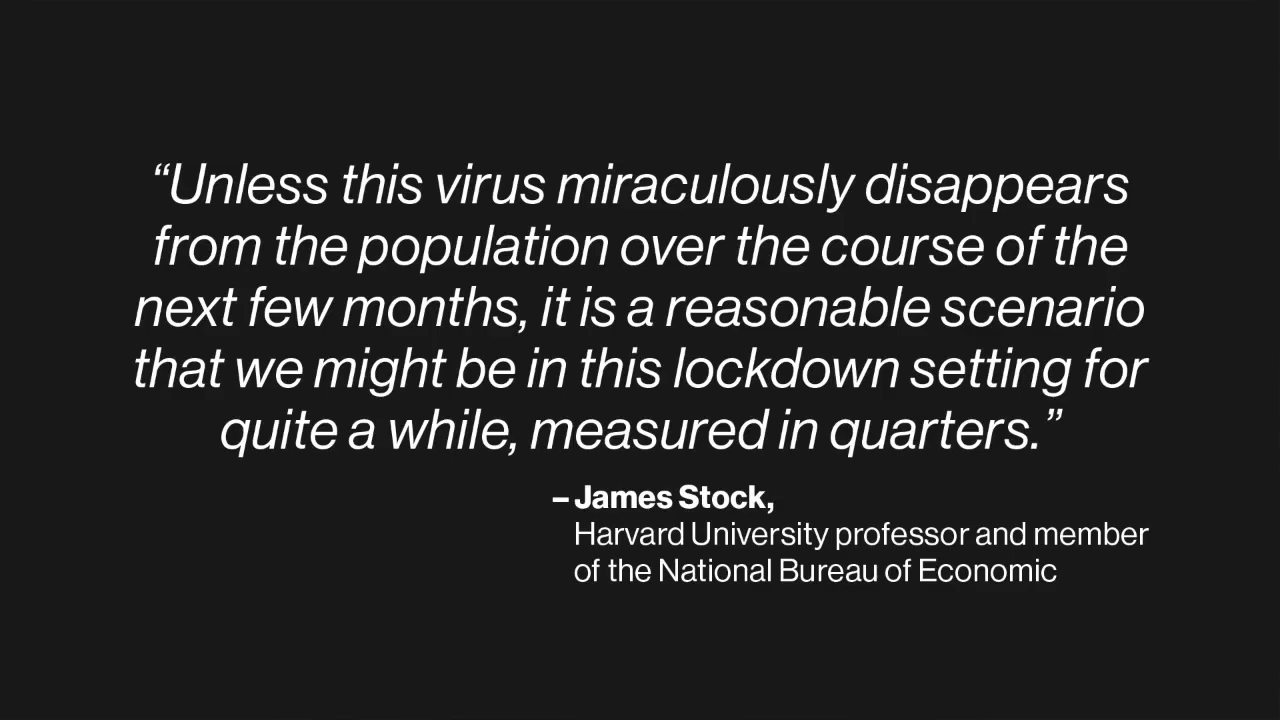 “Unless this virus miraculously disappears
from the population over the course of the
next few months, it is a reasonable scenario
that we might be in this lockdown setting for
quite a while, measured in quarters.”
– James Stock,
Harvard University professor and member
of the National Bureau of Economic